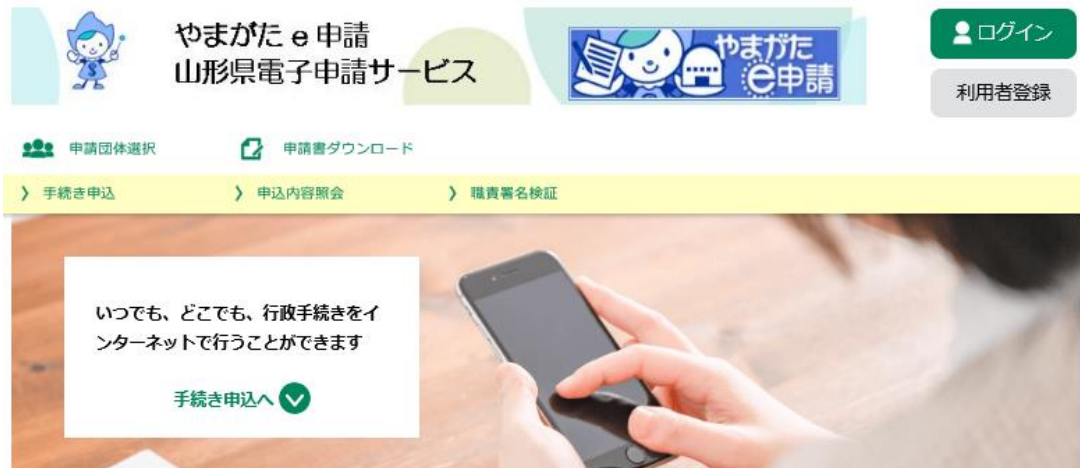 やまがた e 申請
山形県電子申請サービス
やまがた
e申請
ログイン
利用者登録
申請団体選択
申請書ダウンロード
手続き申込
申込内容照会
職責署名検証
いつでも、どこでも、行政手続きをイ
ンターネットで行うことができます
手続き申込へ